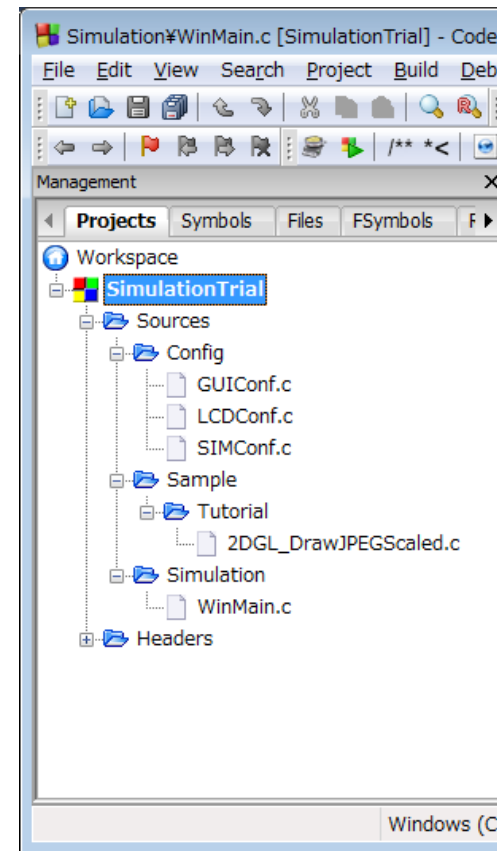 Simulation¥WinMain.c [SimulationTrial] - Code
File Edit View Search Project Build Deb
/** *<
Management
Projects Symbols Files FSymbols F
Workspace
SimulationTrial
Sources
Config
GUIConf.c
LCDConf.c
SIMConf.c
Sample
Tutorial
2DGL_DrawJPEGScaled.c
Simulation
WinMain.c
Headers
Windows (C